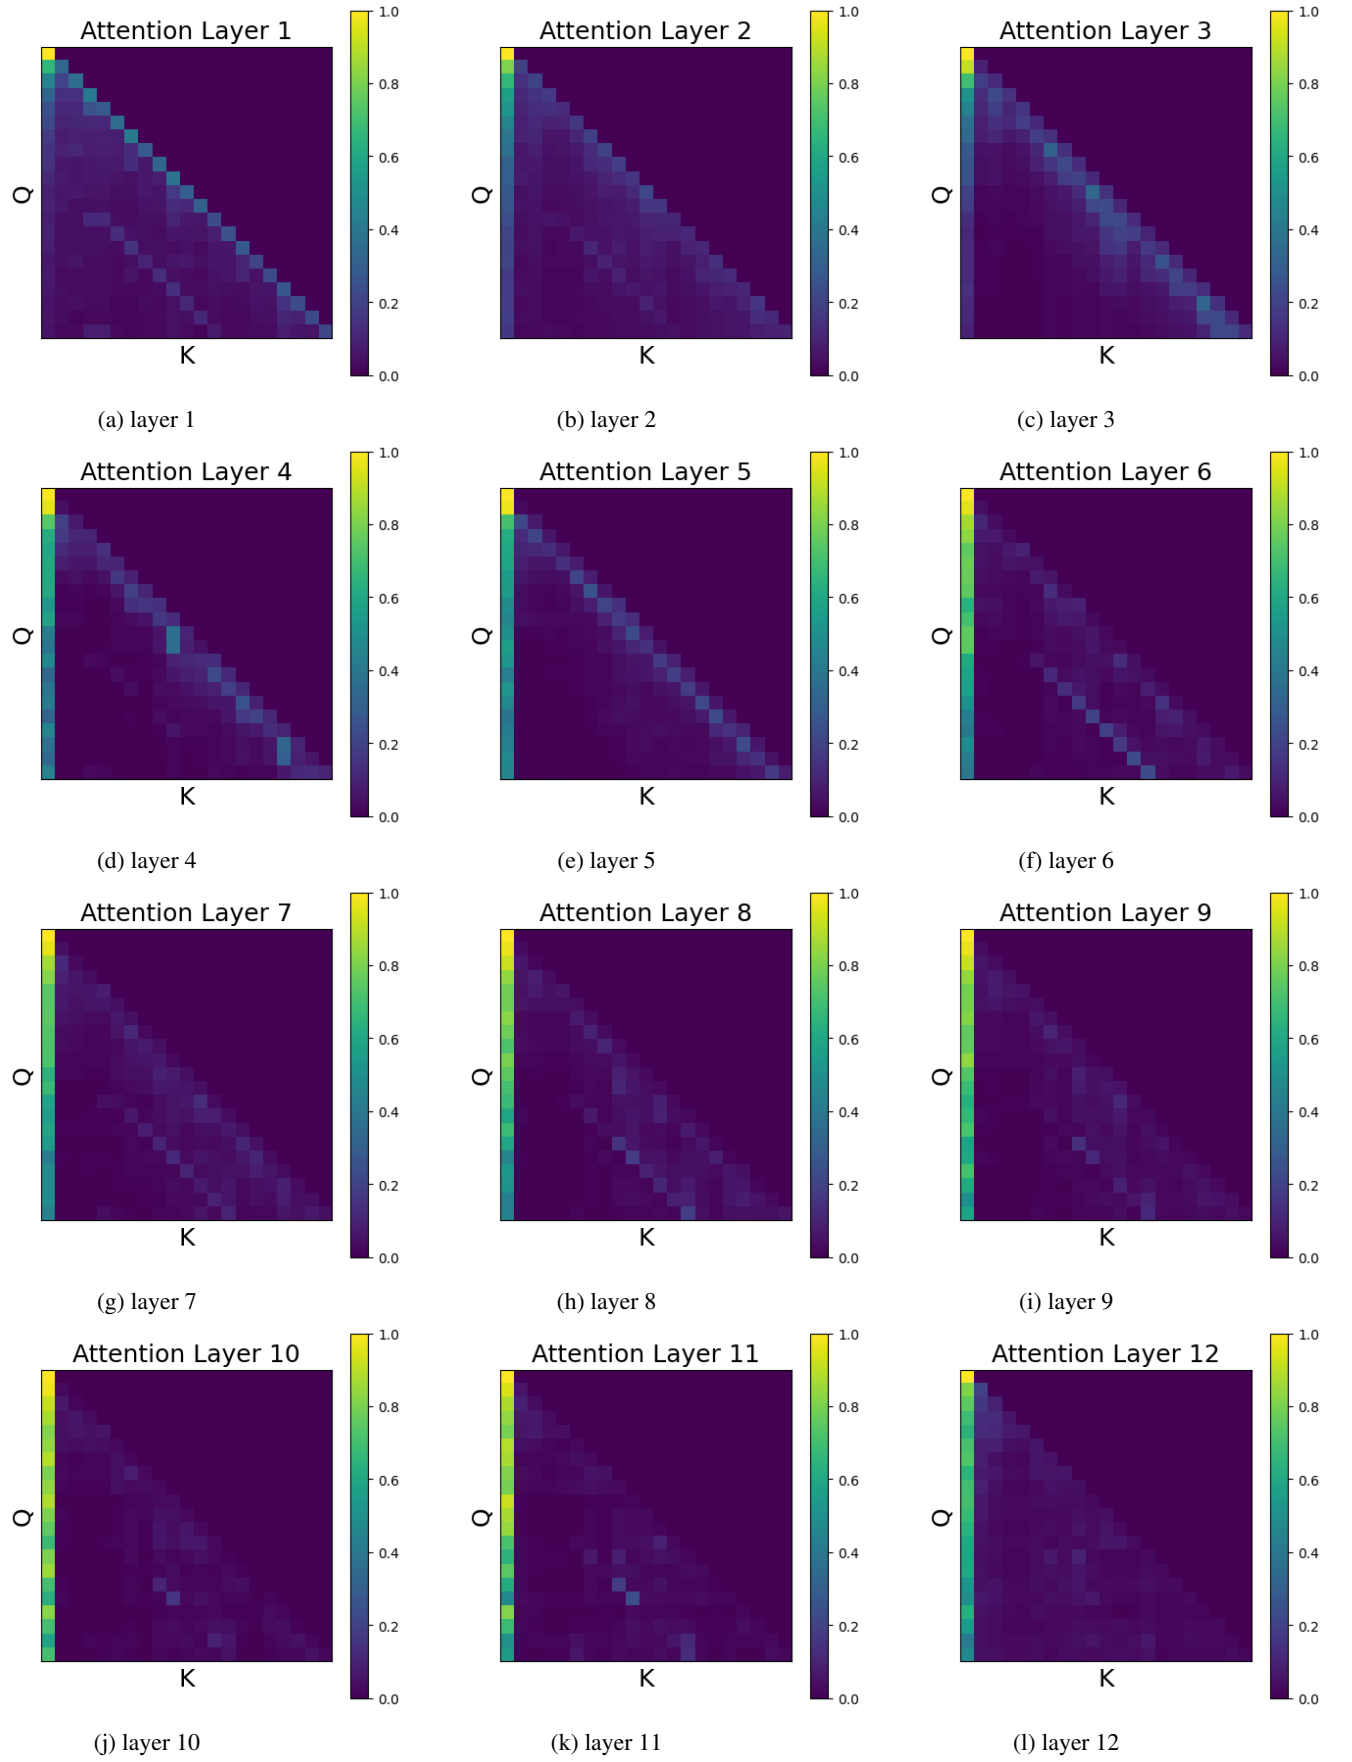 Attention Layer 1
Q
K
1.0
0.8
0.6
0.4
0.2
0.0
(a) layer 1
Attention Layer 2
Q
K
1.0
0.8
0.6
0.4
0.2
0.0
(b) layer 2
Attention Layer 3
Q
K
1.0
0.8
0.6
0.4
0.2
0.0
(c) layer 3
Attention Layer 4
Q
K
1.0
0.8
0.6
0.4
0.2
0.0
(d) layer 4
Attention Layer 5
Q
K
1.0
0.8
0.6
0.4
0.2
0.0
(e) layer 5
Attention Layer 6
Q
K
1.0
0.8
0.6
0.4
0.2
0.0
(f) layer 6
Attention Layer 7
Q
K
1.0
0.8
0.6
0.4
0.2
0.0
(g) layer 7
Attention Layer 8
Q
K
1.0
0.8
0.6
0.4
0.2
0.0
(h) layer 8
Attention Layer 9
Q
K
1.0
0.8
0.6
0.4
0.2
0.0
(i) layer 9
Attention Layer 10
Q
K
1.0
0.8
0.6
0.4
0.2
0.0
(j) layer 10
Attention Layer 11
Q
K
1.0
0.8
0.6
0.4
0.2
0.0
(k) layer 11
Attention Layer 12
Q
K
1.0
0.8
0.6
0.4
0.2
0.0
(l) layer 12